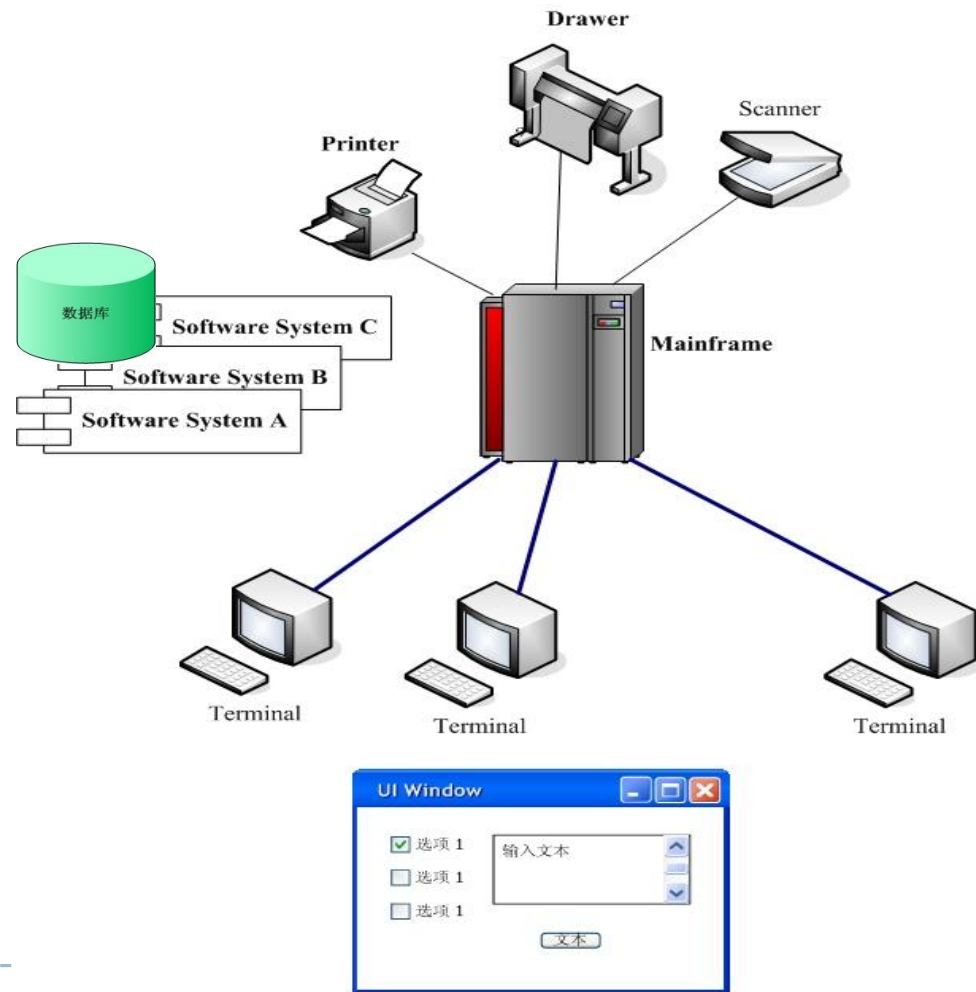 Drawer
Scanner
Printer
数据库
Software System C
Mainframe
Software System B
Software System A
Terminal
Terminal
Terminal
UI Window
选项 1
输入文本
选项 1
选项 1
文本